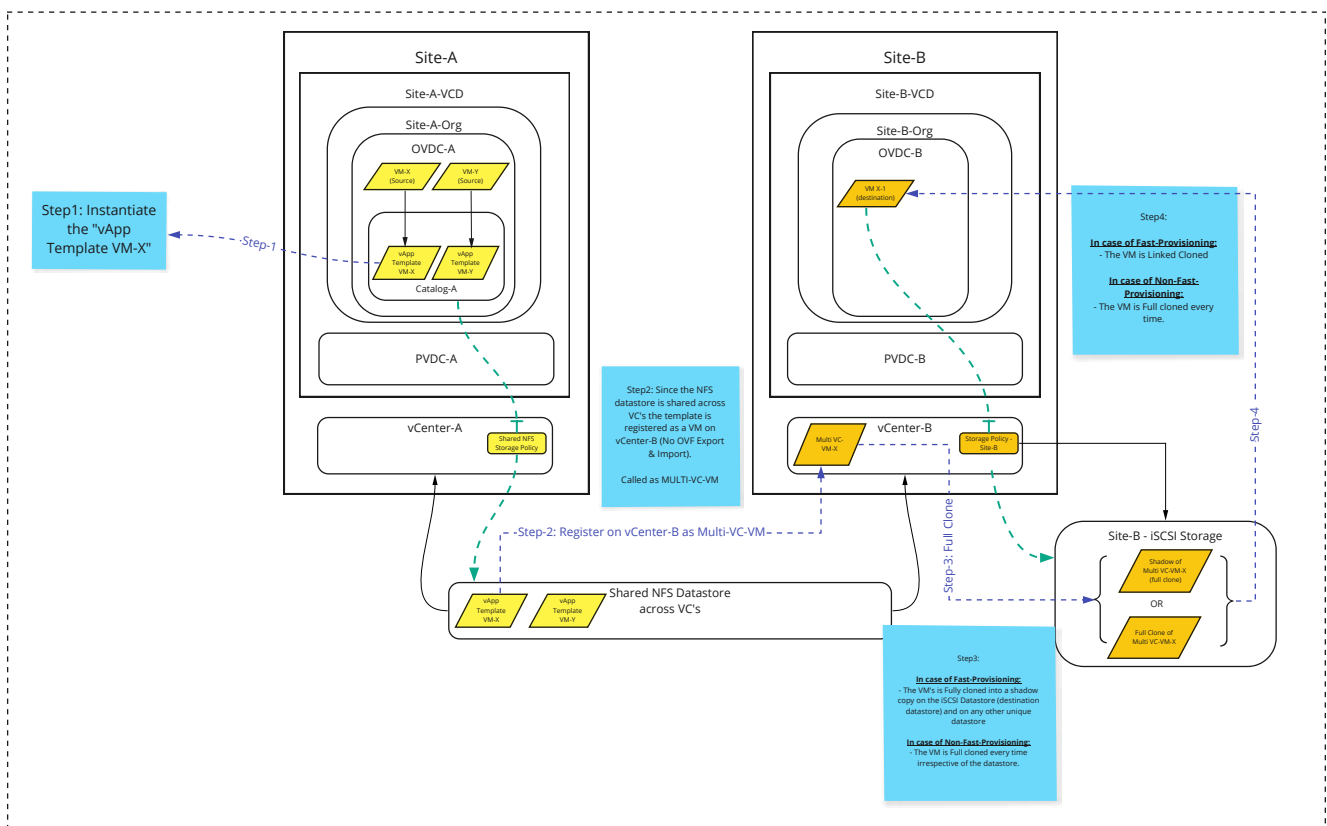 Site-A
Site-A-VCD
Site-A-Org
OVDC-A
VM-X
(Source)
VM-Y
(Source)
vApp
Template
VM-X
vApp
Template
VM-Y
Catalog-A
PVDC-A
vCenter-A
Shared NFS
Storage Policy
Step1: Instantiate
the "vApp
Template VM-X"
Step-1
Site-B
Site-B-VCD
Site-B-Org
OVDC-B
VM X-1
(destination)
PVDC-B
vCenter-B
Multi VC-
VM-X
Storage Policy -
Site-B
Step2: Since the NFS
datastore is shared across
VC's the template is
registered as a VM on
vCenter-B (No OVF Export
& Import).
Called as MULTI-VC-VM
Step4:
In case of Fast-Provisioning:
- The VM is Linked Cloned
In case of Non-Fast-
Provisioning:
- The VM is Full cloned every
time.
Step-4
Step-2: Register on vCenter-B as Multi-VC-VM
Step-3: Full Clone
Shared NFS Datastore
across VC's
vApp
Template
VM-X
vApp
Template
VM-Y
Site-B - iSCSI Storage
Shadow of
Multi VC-VM-X
(full clone)
OR
Full Clone of
Multi VC-VM-X
Step3:
In case of Fast-Provisioning:
- The VM's is Fully cloned into a shadow
copy on the iSCSI Datastore (destination
datastore) and on any other unique
datastore
In case of Non-Fast-Provisioning:
- The VM is Full cloned every time
irrespective of the datastore.